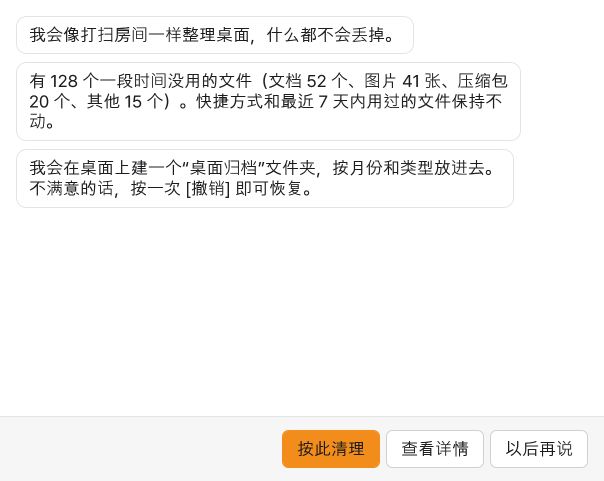 我会像打扫房间一样整理桌面，什么都不会丢掉。
有 128 个一段时间没用的文件（文档 52 个、图片 41 张、压缩包
20 个、其他 15 个）。快捷方式和最近 7 天内用过的文件保持不
动。
我会在桌面上建一个“桌面归档”文件夹，按月份和类型放进去。
不满意的话，按一次 [撤销] 即可恢复。
按此清理 查看详情 以后再说